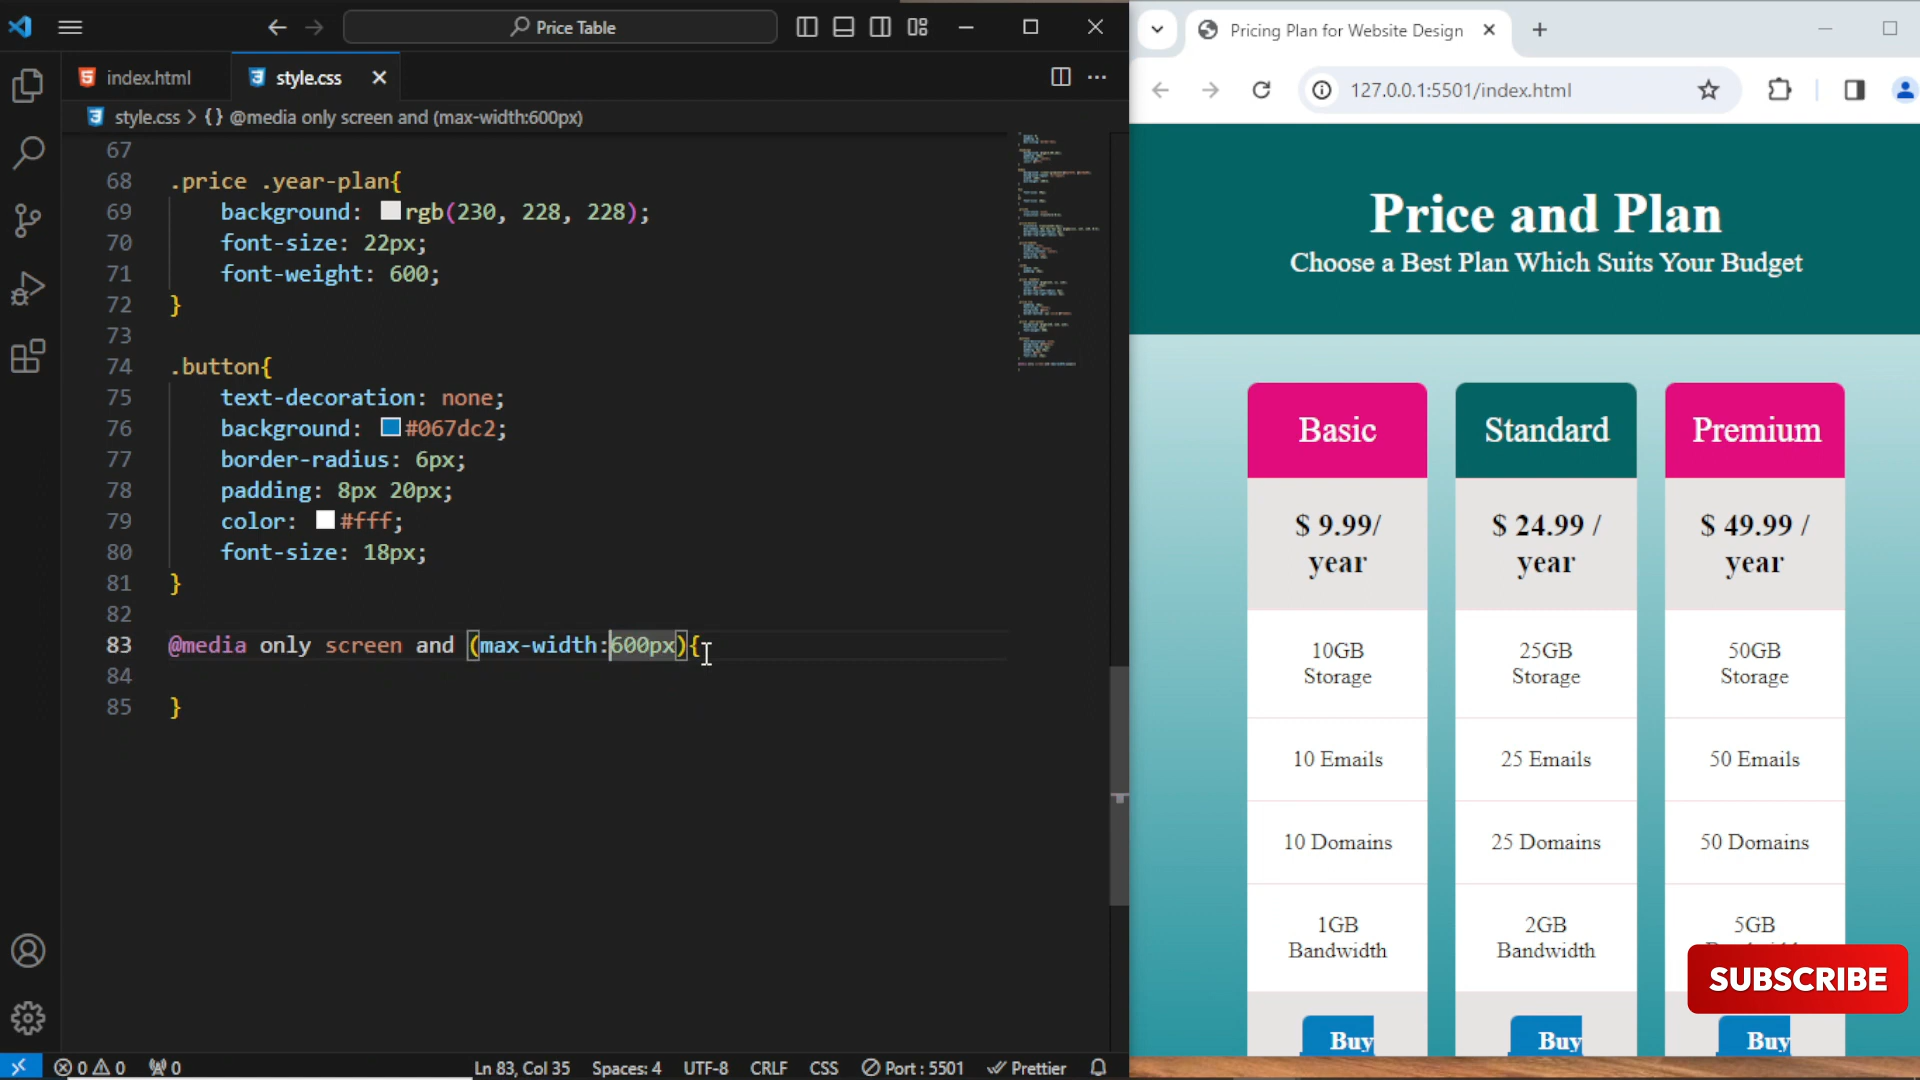 Price Table
index.html
style.css
style.css > {} @media only screen and (max-width:600px)
67
68 .price .year-plan{
69 background: rgb(230, 228, 228);
70 font-size: 22px;
71 font-weight: 600;
72 }
73
74 .button{
75 text-decoration: none;
76 background: #067dc2;
77 border-radius: 6px;
78 padding: 8px 20px;
79 color: #fff;
80 font-size: 18px;
81 }
82
83 @media only screen and (max-width:600px){
84
85 }
0 0 0
Ln 83, Col 35 Spaces: 4 UTF-8 CRLF CSS Port : 5501 Prettier
Pricing Plan for Website Design
127.0.0.1:5501/index.html
Price and Plan
Choose a Best Plan Which Suits Your Budget
Basic Standard Premium
$ 9.99/ $ 24.99 / $ 49.99 /
year year year
10GB 25GB 50GB
Storage Storage Storage
10 Emails 25 Emails 50 Emails
10 Domains 25 Domains 50 Domains
1GB 2GB 5GB
Bandwidth Bandwidth
SUBSCRIBE
Buy Buy Buy